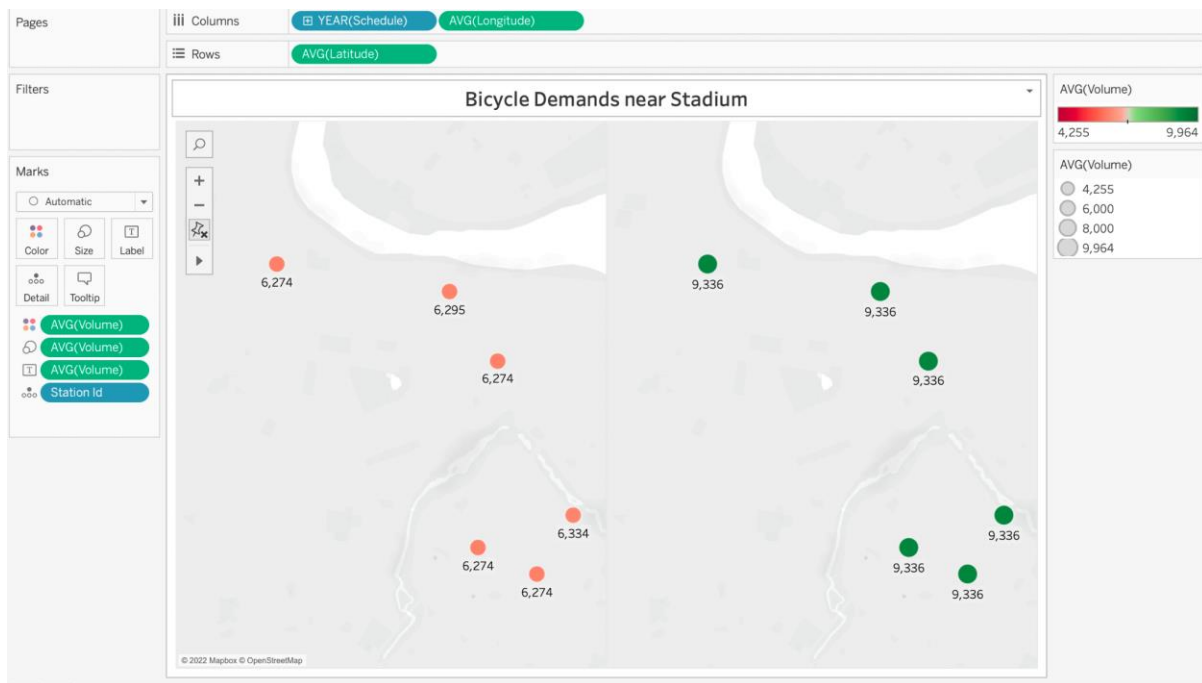 Pages
Columns
YEAR(Schedule)
AVG(Longitude)
Rows
AVG(Latitude)
Filters
Bicycle Demands near Stadium
Marks
Automatic
Color
Size
T
Label
Detail
Tooltip
AVG(Volume)
AVG(Volume)
T
AVG(Volume)
Station Id
6,274
6,295
6,274
6,334
6,274
6,274
9,336
9,336
9,336
9,336
9,336
9,336
© 2022 Mapbox © OpenStreetMap
AVG(Volume)
4,255 9,964
AVG(Volume)
4,255
6,000
8,000
9,964